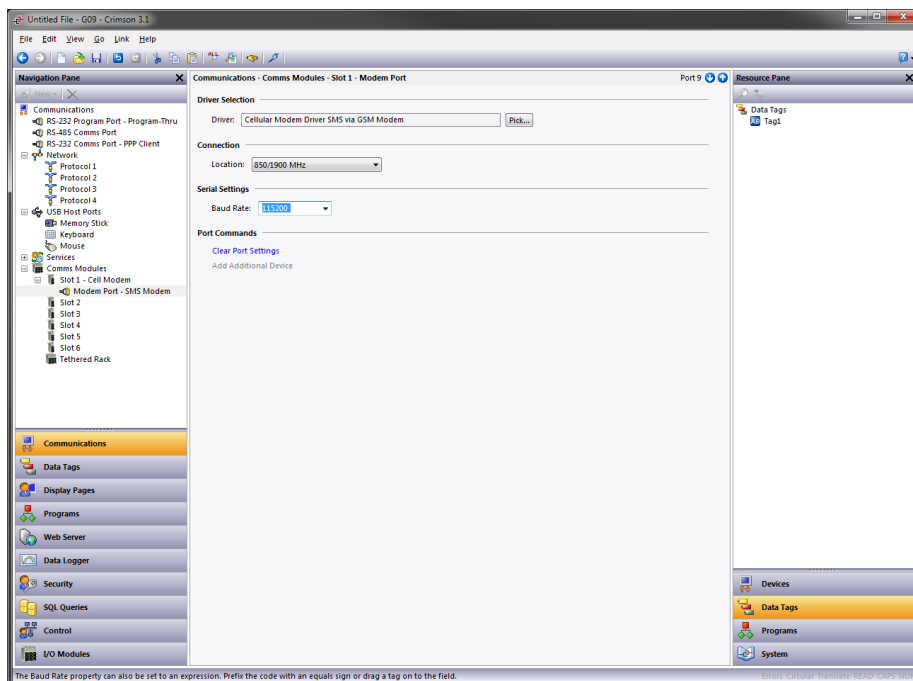 Untitled File - G09 - Crimson 3.1
File Edit View Go Link Help
Navigation Pane
New
Communications
RS-232 Program Port - Program-Thru
RS-485 Comms Port
RS-232 Comms Port - PPP Client
Network
Protocol 1
Protocol 2
Protocol 3
Protocol 4
USB Host Ports
Memory Stick
Keyboard
Mouse
Services
Comms Modules
Slot 1 - Cell Modem
Modem Port - SMS Modem
Slot 2
Slot 3
Slot 4
Slot 5
Slot 6
Tethered Rack
Communications
Data Tags
Display Pages
Programs
Web Server
Data Logger
Security
SQL Queries
Control
I/O Modules
Communications - Comms Modules - Slot 1 - Modem Port
Port 9
Driver Selection
Driver: Cellular Modem Driver SMS via GSM Modem Pick...
Connection
Location: 850/1900 MHz
Serial Settings
Baud Rate: 115200
Port Commands
Clear Port Settings
Add Additional Device
Resource Pane
Data Tags
Tag1
Devices
Data Tags
Programs
System
The Baud Rate property can also be set to an expression. Prefix the code with an equals sign or drag a tag on to the field.
Errors Circular Translate READ CAPS NUM